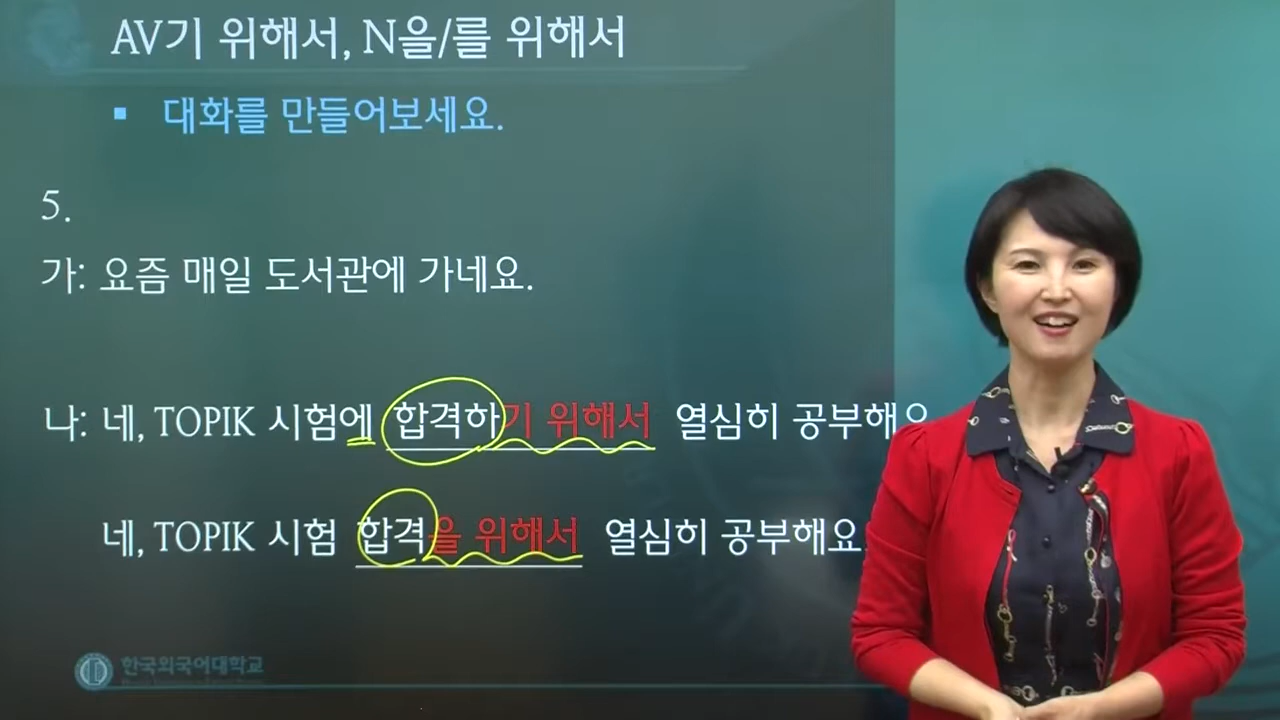 AV기 위해서, N을/를 위해서
▪ 대화를 만들어보세요.
5.
가: 요즘 매일 도서관에 가네요.
나: 네, TOPIK 시험에 합격하기 위해서 열심히 공부해요
네, TOPIK 시험 합격을 위해서 열심히 공부해요.
한국외국어대학교